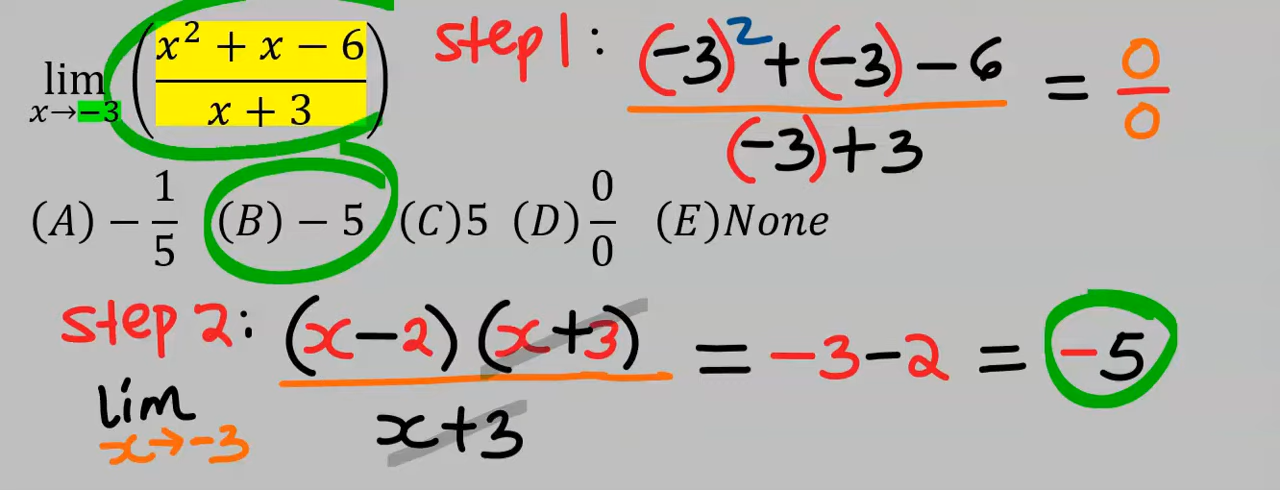 lim x→−3 ( x² + x − 6 / x + 3 )
step 1 : (−3)² + (−3) − 6 / (−3) + 3 = 0/0
(A) − 1/5 (B) − 5 (C)5 (D) 0/0 (E)None
step 2 : lim x→−3 (x−2)(x+3) / x+3 = −3−2 = −5